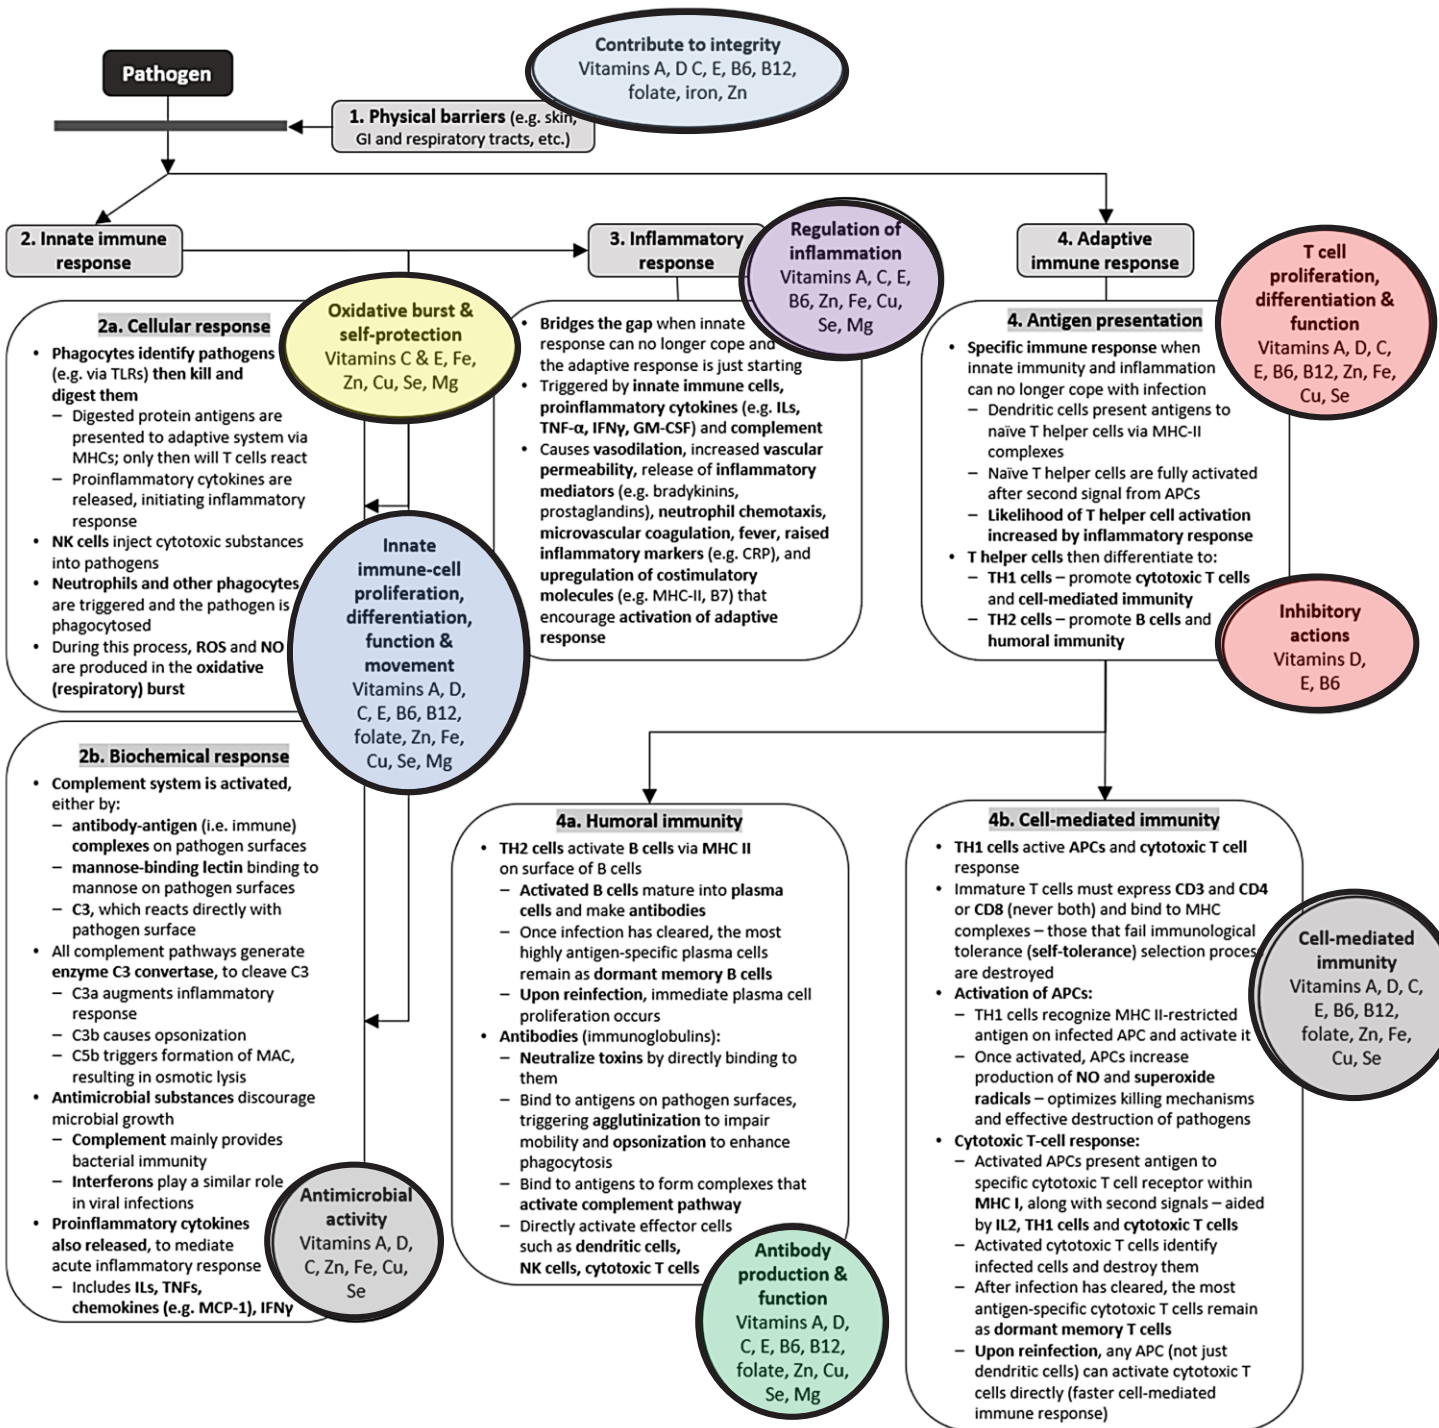 Contribute to integrity
Vitamins A, D C, E, B6, B12,
folate, iron, Zn
Pathogen
1. Physical barriers (e.g. skin,
GI and respiratory tracts, etc.)
2. Innate immune
response
3. Inflammatory
response
Regulation of
inflammation
Vitamins A, C, E,
B6, Zn, Fe, Cu,
Se, Mg
4. Adaptive
immune response
T cell
proliferation,
differentiation &
function
Vitamins A, D, C,
E, B6, B12, Zn, Fe,
Cu, Se
Oxidative burst &
self-protection
Vitamins C & E, Fe,
Zn, Cu, Se, Mg
2a. Cellular response
• Phagocytes identify pathogens
(e.g. via TLRs) then kill and
digest them
– Digested protein antigens are
presented to adaptive system via
MHCs; only then will T cells react
– Proinflammatory cytokines are
released, initiating inflammatory
response
• NK cells inject cytotoxic substances
into pathogens
• Neutrophils and other phagocytes
are triggered and the pathogen is
phagocytosed
• During this process, ROS and NO
are produced in the oxidative
(respiratory) burst
Innate
immune-cell
proliferation,
differentiation,
function &
movement
Vitamins A, D,
C, E, B6, B12,
folate, Zn, Fe,
Cu, Se, Mg
• Bridges the gap when innate
response can no longer cope and
the adaptive response is just starting
• Triggered by innate immune cells,
proinflammatory cytokines (e.g. ILs,
TNF-α, IFNγ, GM-CSF) and complement
• Causes vasodilation, increased vascular
permeability, release of inflammatory
mediators (e.g. bradykinins,
prostaglandins), neutrophil chemotaxis,
microvascular coagulation, fever, raised
inflammatory markers (e.g. CRP), and
upregulation of costimulatory
molecules (e.g. MHC-II, B7) that
encourage activation of adaptive
response
4. Antigen presentation
• Specific immune response when
innate immunity and inflammation
can no longer cope with infection
– Dendritic cells present antigens to
naïve T helper cells via MHC-II
complexes
– Naïve T helper cells are fully activated
after second signal from APCs
– Likelihood of T helper cell activation
increased by inflammatory response
• T helper cells then differentiate to:
– TH1 cells – promote cytotoxic T cells
and cell-mediated immunity
– TH2 cells – promote B cells and
humoral immunity
Inhibitory
actions
Vitamins D,
E, B6
2b. Biochemical response
• Complement system is activated,
either by:
– antibody-antigen (i.e. immune)
complexes on pathogen surfaces
– mannose-binding lectin binding to
mannose on pathogen surfaces
– C3, which reacts directly with
pathogen surface
• All complement pathways generate
enzyme C3 convertase, to cleave C3
– C3a augments inflammatory
response
– C3b causes opsonization
– C5b triggers formation of MAC,
resulting in osmotic lysis
• Antimicrobial substances discourage
microbial growth
– Complement mainly provides
bacterial immunity
– Interferons play a similar role
in viral infections
• Proinflammatory cytokines
also released, to mediate
acute inflammatory response
– Includes ILs, TNFs,
chemokines (e.g. MCP-1), IFNγ
Antimicrobial
activity
Vitamins A, D,
C, Zn, Fe, Cu,
Se
4a. Humoral immunity
• TH2 cells activate B cells via MHC II
on surface of B cells
– Activated B cells mature into plasma
cells and make antibodies
– Once infection has cleared, the most
highly antigen-specific plasma cells
remain as dormant memory B cells
– Upon reinfection, immediate plasma cell
proliferation occurs
• Antibodies (immunoglobulins):
– Neutralize toxins by directly binding to
them
– Bind to antigens on pathogen surfaces,
triggering agglutinization to impair
mobility and opsonization to enhance
phagocytosis
– Bind to antigens to form complexes that
activate complement pathway
– Directly activate effector cells
such as dendritic cells,
NK cells, cytotoxic T cells
Antibody
production &
function
Vitamins A, D,
C, E, B6, B12,
folate, Zn, Cu,
Se, Mg
4b. Cell-mediated immunity
• TH1 cells active APCs and cytotoxic T cell
response
• Immature T cells must express CD3 and CD4
or CD8 (never both) and bind to MHC
complexes – those that fail immunological
tolerance (self-tolerance) selection process
are destroyed
• Activation of APCs:
– TH1 cells recognize MHC II-restricted
antigen on infected APC and activate it
– Once activated, APCs increase
production of NO and superoxide
radicals – optimizes killing mechanisms
and effective destruction of pathogens
• Cytotoxic T-cell response:
– Activated APCs present antigen to
specific cytotoxic T cell receptor within
MHC I, along with second signals – aided
by IL2, TH1 cells and cytotoxic T cells
– Activated cytotoxic T cells identify
infected cells and destroy them
– After infection has cleared, the most
antigen-specific cytotoxic T cells remain
as dormant memory T cells
– Upon reinfection, any APC (not just
dendritic cells) can activate cytotoxic T
cells directly (faster cell-mediated
immune response)
Cell-mediated
immunity
Vitamins A, D, C,
E, B6, B12,
folate, Zn, Fe,
Cu, Se